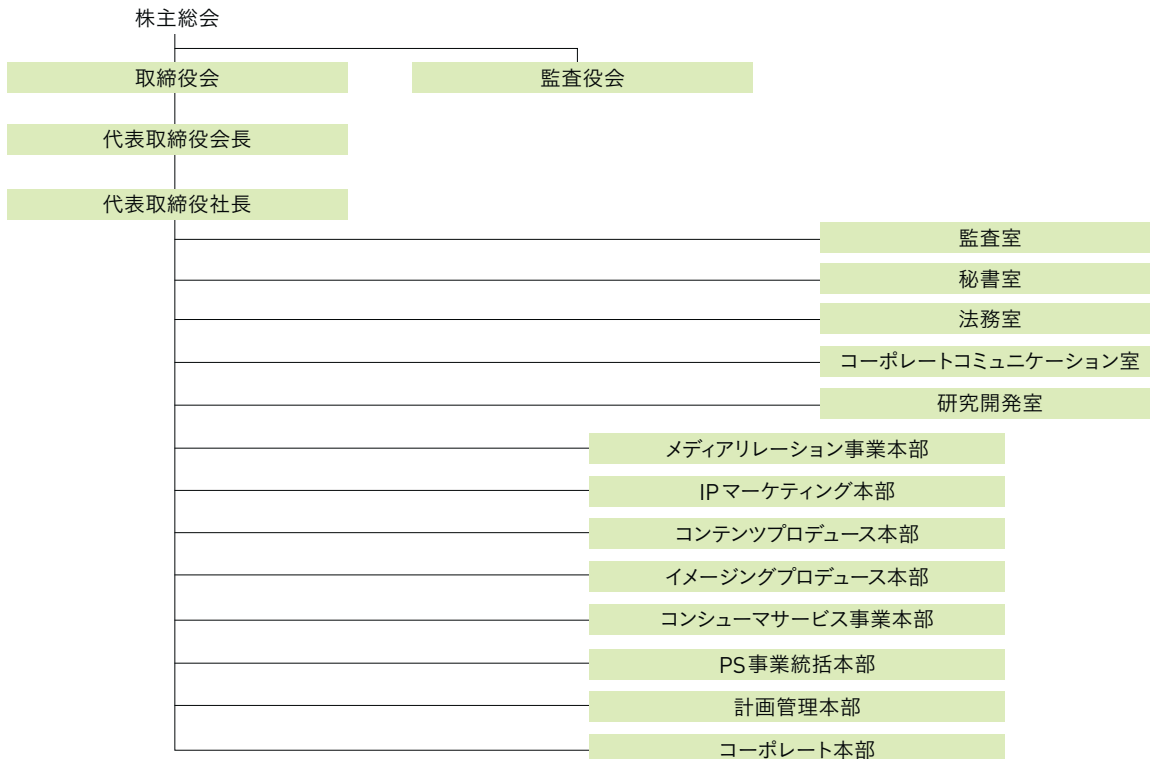 株主総会
取締役会
監査役会
代表取締役会長
代表取締役社長
監査室
秘書室
法務室
コーポレートコミュニケーション室
研究開発室
メディアリレーション事業本部
IPマーケティング本部
コンテンツプロデュース本部
イメージングプロデュース本部
コンシューマサービス事業本部
PS事業統括本部
計画管理本部
コーポレート本部